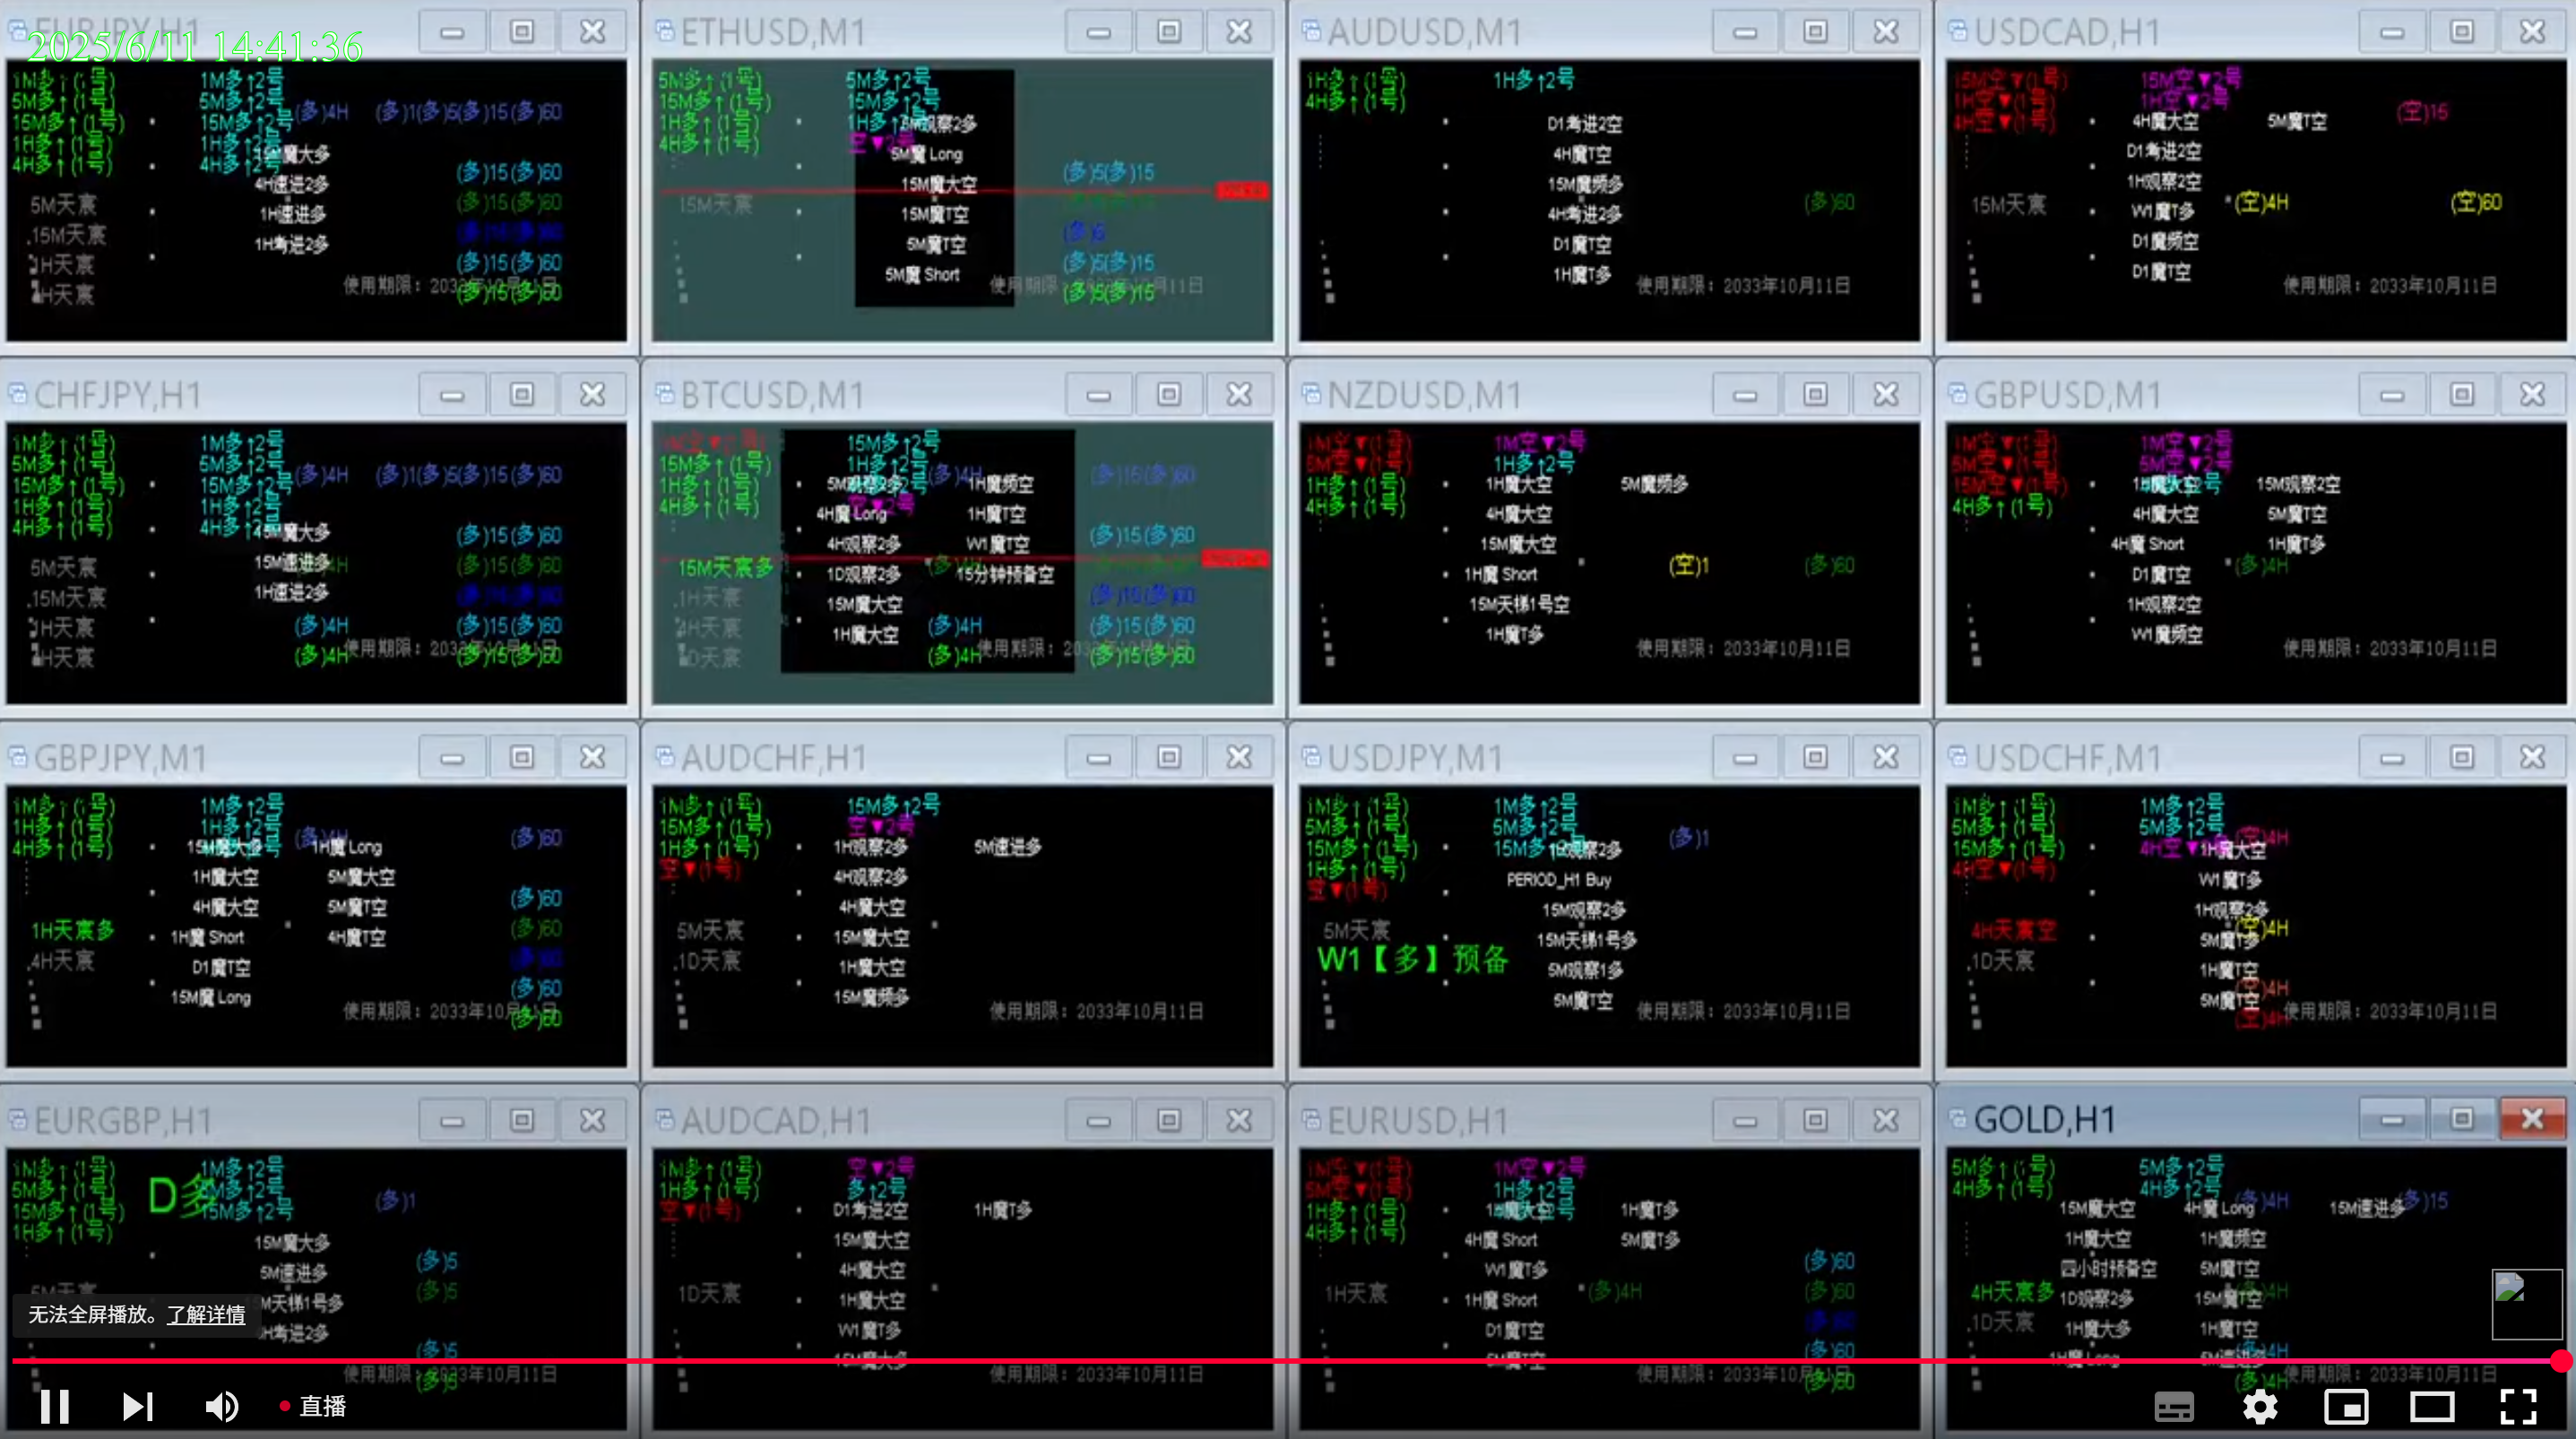 EURJPY,H1
2025/6/11 14:41:36
1M多↑(1号)
5M多↑(1号)
15M多↑(1号)
1H多↑(1号)
4H多↑(1号)
1M多↑2号
5M多↑2号
15M多↑2号
1H多↑2号
4H多↑2号
(多)4H (多)1(多)5(多)15(多)60
魔大多
4H速进2多
1H速进多
1H考进2多
(多)15(多)60
(多)15(多)60
(多)15(多)60
(多)15(多)60
5M天宸
15M天宸
1H天宸
4H天宸
使用期限：
ETHUSD,M1
5M多↑(1号)
15M多↑(1号)
1H多↑(1号)
4H多↑(1号)
5M多↑2号
15M多↑2号
1H多↑2号
空▼2号
5M观察2多
5M魔 Long
15M魔大空
15M魔T空
5M魔T空
5M魔 Short
(多)5(多)15
(多)5(多)15
(多)5(多)15
15M天宸
AUDUSD,M1
1H多↑(1号)
4H多↑(1号)
1H多↑2号
D1考进2空
4H魔T空
15M魔频多
4H考进2多
D1魔T空
1H魔T多
(多)60
使用期限：2033年10月11日
USDCAD,H1
15M空▼(1号)
1H空▼(1号)
4H空▼(1号)
15M空▼2号
1H空▼2号
4H魔大空
5M魔T空
(空)15
D1考进2空
1H观察2空
W1魔T多
D1魔频空
D1魔T空
(空)4H
(空)60
15M天宸
使用期限：2033年10月11日
CHFJPY,H1
1M多↑(1号)
5M多↑(1号)
15M多↑(1号)
1H多↑(1号)
4H多↑(1号)
1M多↑2号
5M多↑2号
15M多↑2号
1H多↑2号
4H多↑2号
(多)4H (多)1(多)5(多)15(多)60
魔大多
15M速进多
1H速进2多
(多)15(多)60
(多)15(多)60
(多)15(多)60
(多)4H (多)15(多)60
(多)4H (多)15(多)60
5M天宸
15M天宸
1H天宸
4H天宸
使用期限：
BTCUSD,M1
15M多↑(1号)
1H多↑(1号)
4H多↑(1号)
15M多↑2号
1H多↑2号
5M观察2多
(多)4H
1H魔频空
4H魔 Long
1H魔T空
4H观察2多
W1魔T空
1D观察2多
15分钟预备空
15M魔大空
1H魔大空
(多)15(多)60
(多)15(多)60
(多)15(多)60
(多)4H (多)15(多)60
(多)4H (多)15(多)60
15M天宸多
1H天宸
4H天宸
1D天宸
使用期限：
NZDUSD,M1
1M空▼(1号)
5M空▼(1号)
1H多↑(1号)
4H多↑(1号)
1M空▼2号
1H多↑2号
1H魔大空
5M魔频多
4H魔大空
15M魔大空
1H魔 Short
15M天梯1号空
1H魔T多
(空)1
(多)60
使用期限：2033年10月11日
GBPUSD,M1
1M空▼(1号)
5M空▼(1号)
15M空▼(1号)
4H多↑(1号)
1M空▼2号
5M空▼2号
15M观察2空
4H魔大空
5M魔T空
4H魔 Short
1H魔T多
D1魔T空
(多)4H
1H观察2空
W1魔频空
使用期限：2033年10月11日
GBPJPY,M1
1M多↑(1号)
1H多↑(1号)
4H多↑(1号)
1M多↑2号
1H多↑2号
15M魔大多
1H魔 Long
1H魔大空
5M魔大空
4H魔大空
5M魔T空
1H魔 Short
4H魔T空
D1魔T空
15M魔 Long
(多)60
(多)60
(多)60
(多)60
(多)60
1H天宸多
4H天宸
使用期限：2033年10月11日
AUDCHF,H1
1M多↑(1号)
15M多↑(1号)
1H多↑(1号)
空▼(1号)
15M多↑2号
空▼2号
1H观察2多
5M速进多
4H观察2多
4H魔大空
15M魔大空
1H魔大空
15M魔频多
5M天宸
1D天宸
使用期限：2033年10月11日
USDJPY,M1
1M多↑(1号)
5M多↑(1号)
15M多↑(1号)
1H多↑(1号)
空▼(1号)
1M多↑2号
5M多↑2号
15M多
观察2多
(多)1
PERIOD_H1 Buy
15M观察2多
15M天梯1号多
5M观察1多
5M魔T空
5M天宸
W1【多】预备
使用期限：2033年10月11日
USDCHF,M1
1M多↑(1号)
5M多↑(1号)
15M多↑(1号)
4H空▼(1号)
1M多↑2号
5M多↑2号
4H空▼
(空)4H
1H魔大空
W1魔T多
1H观察2多
(空)4H
5M魔T多
1H魔T空
(空)4H
5M魔T空
(空)4H
4H天宸空
1D天宸
使用期限：2033年10月11日
EURGBP,H1
1M多↑(1号)
5M多↑(1号)
15M多↑(1号)
1H多↑(1号)
D多
1M多↑2号
5M多↑2号
15M多↑2号
(多)1
15M魔大多
5M速进多
M天梯1号多
H考进2多
(多)5
(多)5
(多)5
(多)5
5M天宸
使用期限：2033年10月11日
AUDCAD,H1
1M多↑(1号)
1H多↑(1号)
空▼(1号)
空▼2号
多↑2号
D1考进2空
1H魔T多
15M魔大空
4H魔大空
1H魔大空
W1魔T多
15M魔大多
1D天宸
使用期限：2033年10月11日
EURUSD,H1
1M空▼(1号)
5M空▼(1号)
1H多↑(1号)
4H多↑(1号)
1M空▼2号
1H多↑2号
1H魔T多
4H魔 Short
5M魔T多
W1魔T多
1H魔 Short
D1魔T空
5M魔T空
(多)4H
(多)60
(多)60
(多)60
(多)60
1H天宸
使用期限：2033年10月11日
GOLD,H1
5M多↑(1号)
4H多↑(1号)
5M多↑2号
4H多↑2号
15M魔大空
4H魔 Long
15M速进多
(多)15
1H魔大空
1H魔频空
四小时预备空
5M魔T空
1D观察2多
15M魔T空
1H魔大多
1H魔T空
1H魔 Long
5M速进多
(多)4H
4H天宸多
1D天宸
使用期限：2033年10月11日
无法全屏播放。了解详情
直播